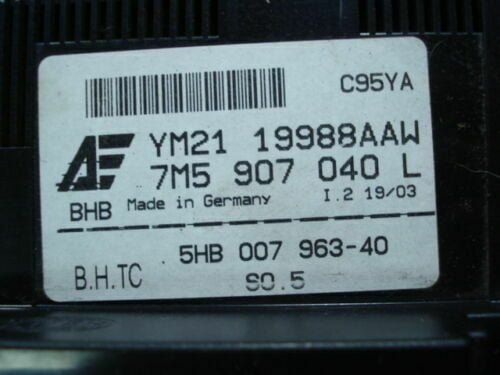 C95YA
AE YM21 19988AAW
7M5 907 040 L
BHB Made in Germany I.2 19/03
5HB 007 963-40
B.H.TC SO.5